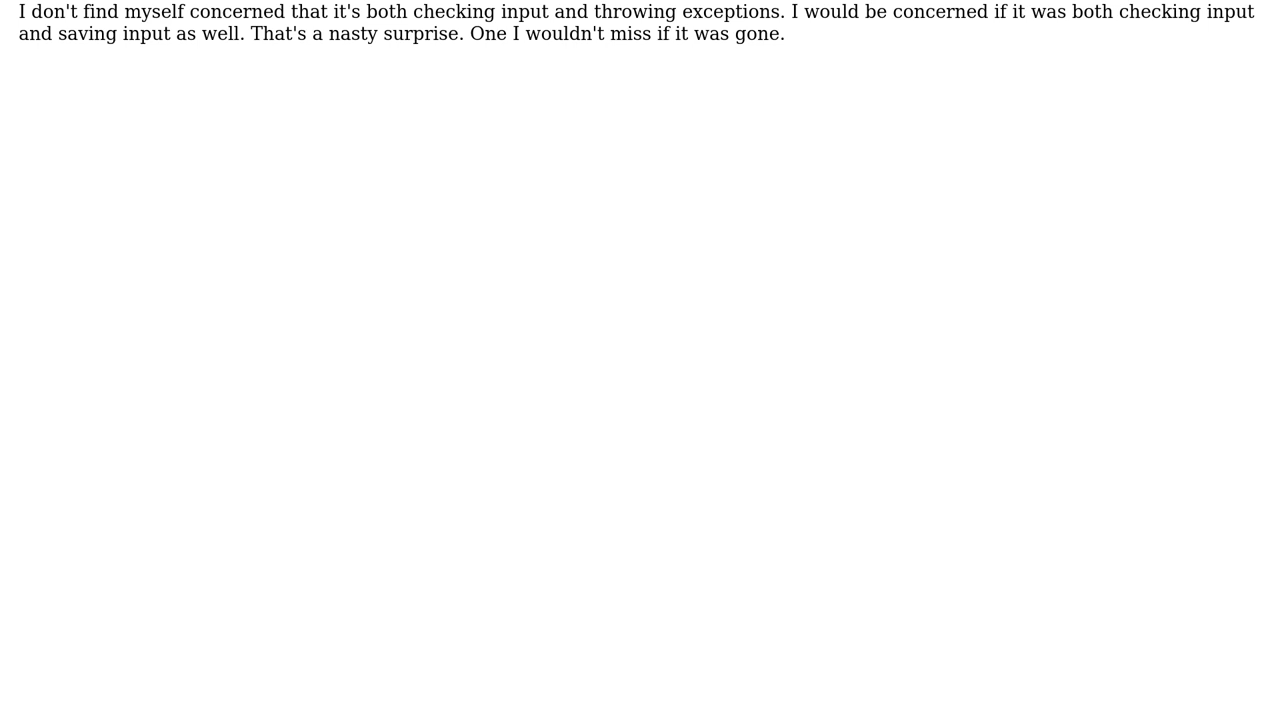 I don't find myself concerned that it's both checking input and throwing exceptions. I would be concerned if it was both checking input
and saving input as well. That's a nasty surprise. One I wouldn't miss if it was gone.